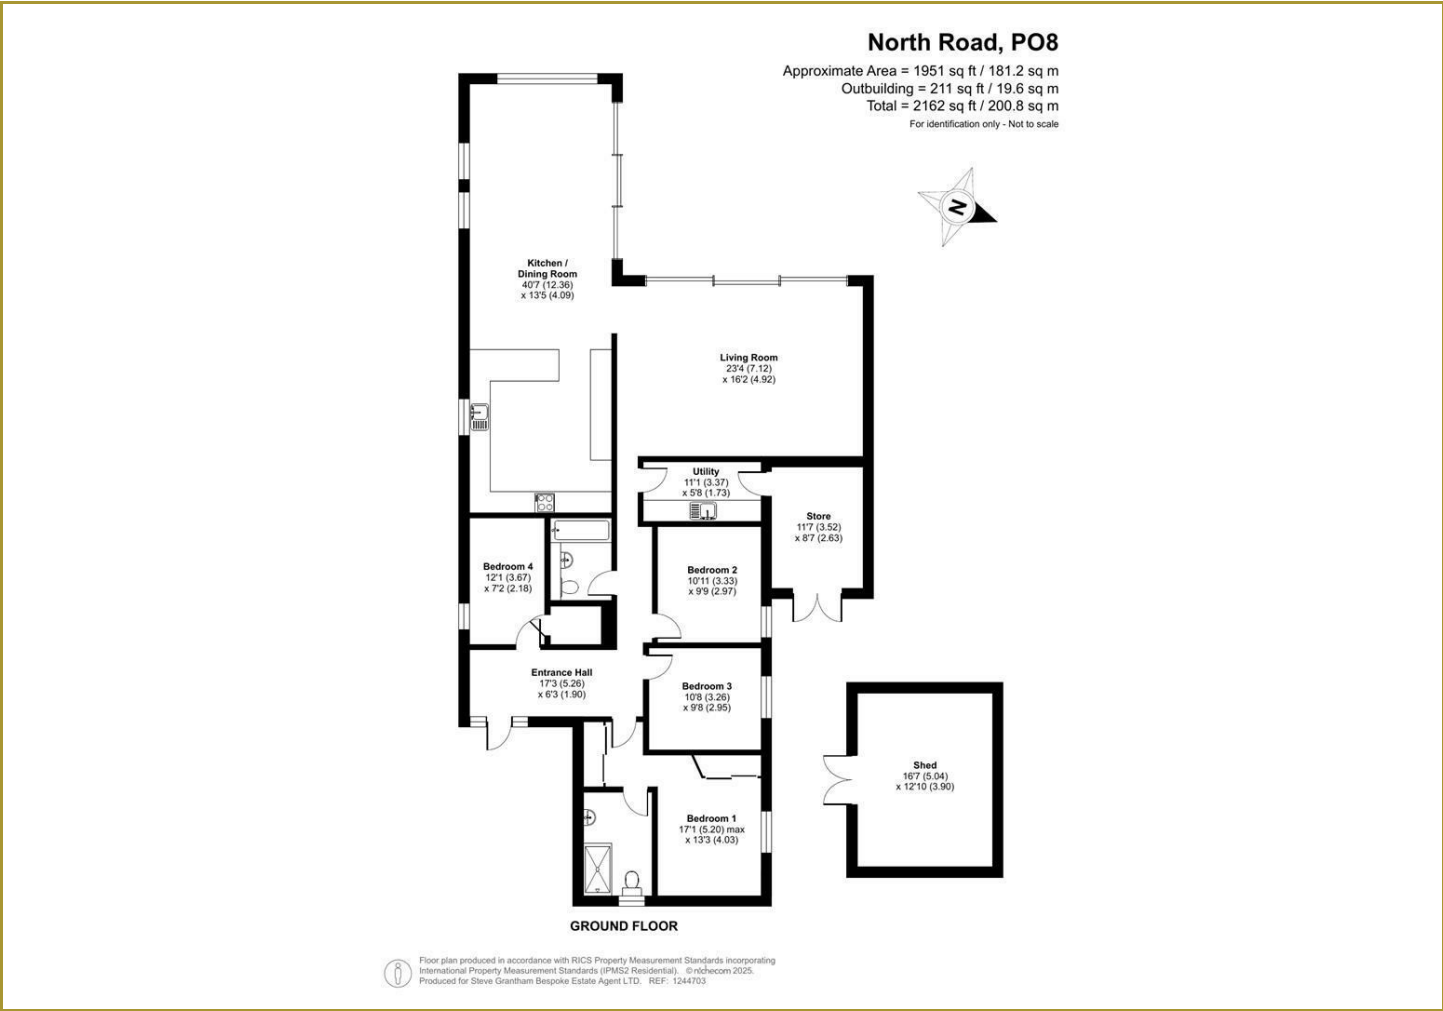 North Road, PO8
Approximate Area = 1951 sq ft / 181.2 sq m
Outbuilding = 211 sq ft / 19.6 sq m
Total = 2162 sq ft / 200.8 sq m
For identification only - Not to scale
N
Kitchen /
Dining Room
40'7 (12.36)
x 13'5 (4.09)
Living Room
23'4 (7.12)
x 16'2 (4.92)
Utility
11'1 (3.37)
x 5'8 (1.73)
Store
11'7 (3.52)
x 8'7 (2.63)
Bedroom 4
12'1 (3.67)
x 7'2 (2.18)
Bedroom 2
10'11 (3.33)
x 9'9 (2.97)
Entrance Hall
17'3 (5.26)
x 6'3 (1.90)
Bedroom 3
10'8 (3.26)
x 9'8 (2.95)
Shed
16'7 (5.04)
x 12'10 (3.90)
Bedroom 1
17'1 (5.20) max
x 13'3 (4.03)
GROUND FLOOR
Floor plan produced in accordance with RICS Property Measurement Standards incorporating
International Property Measurement Standards (IPMS2 Residential). © nichecom 2025.
Produced for Steve Grantham Bespoke Estate Agent LTD. REF: 1244703